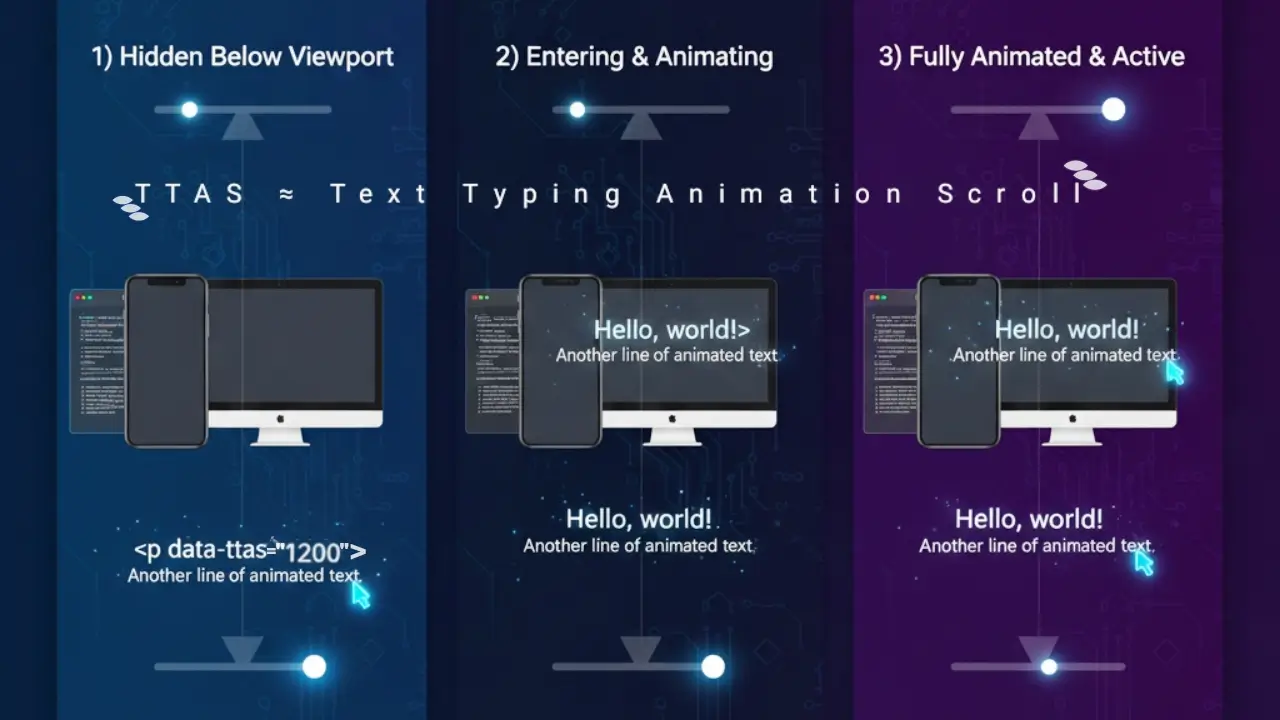 1) Hidden Below Viewport
2) Entering & Animating
3) Fully Animated & Active
TTAS ≈ Text Typing Animation Scroll
Hello, world!>
Another line of animated text
Hello, world!
Another line of animated text.
<p data-ttas="1200">
Another line of animated text.
Hello, world!
Another line of animated text.
Hello, world!
Another line of animated text.